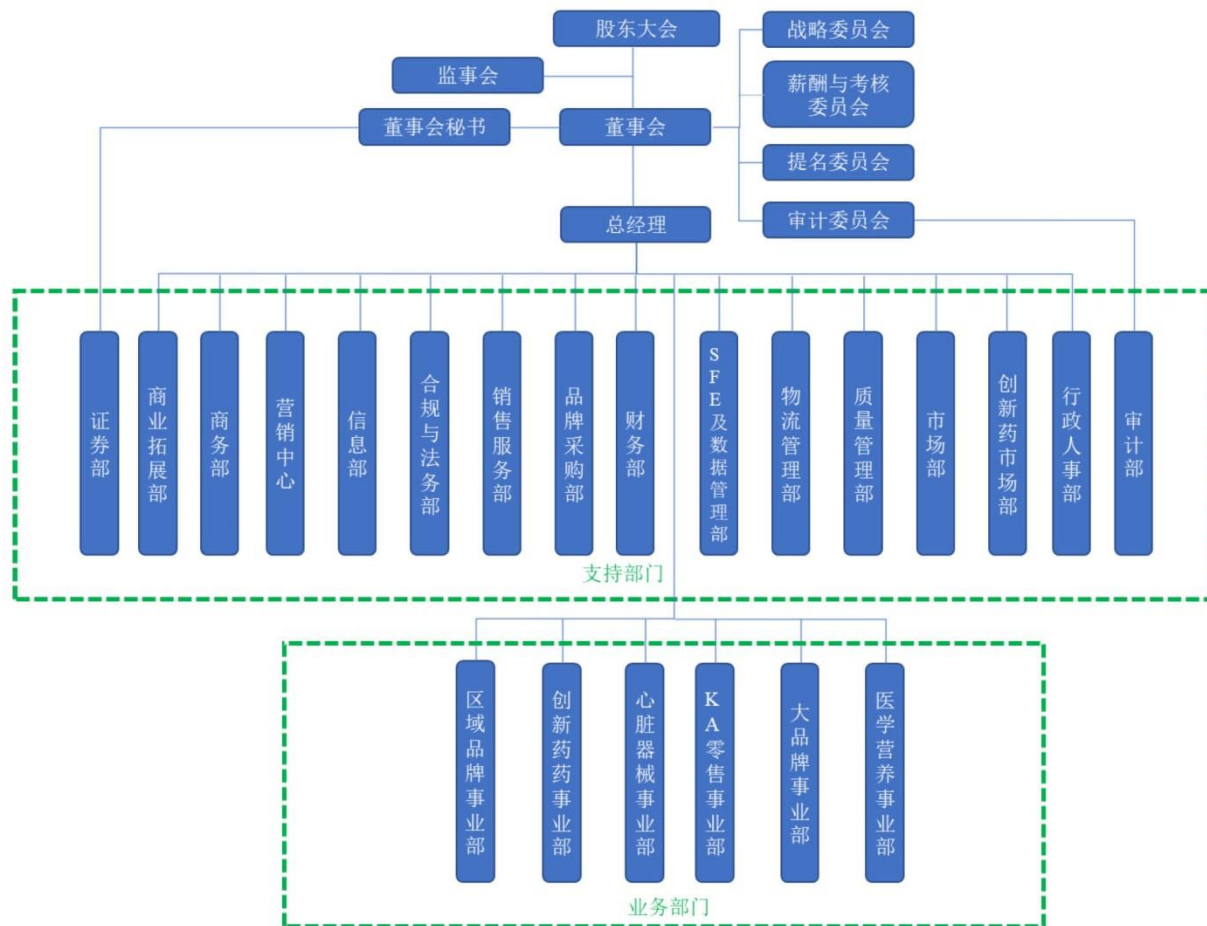 股东大会
战略委员会
监事会
薪酬与考核
委员会
董事会秘书
董事会
提名委员会
总经理
审计委员会
证券部
商业拓展部
商务部
营销中心
信息部
合规与法务部
销售服务部
品牌采购部
财务部
SFE及数据管理部
物流管理部
质量管理部
市场部
创新药市场部
行政人事部
审计部
支持部门
区域品牌事业部
创新药药事业部
心脏器械事业部
KA零售事业部
大品牌事业部
医学营养事业部
业务部门